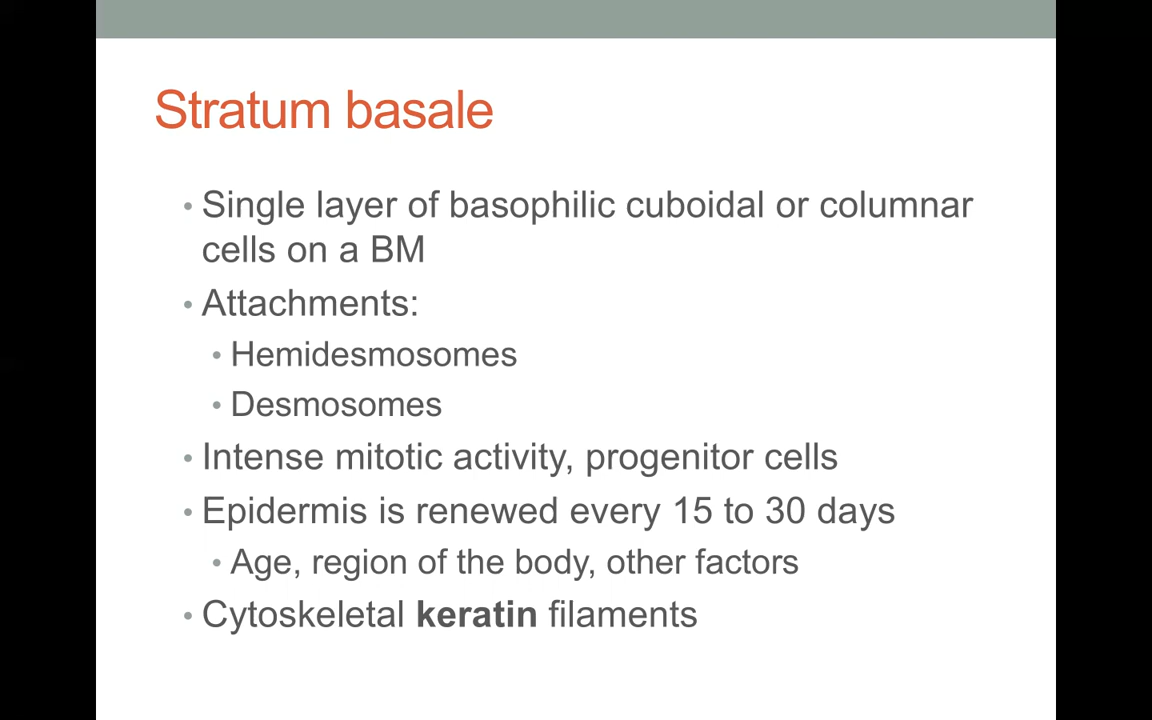 Stratum basale
• Single layer of basophilic cuboidal or columnar
cells on a BM
• Attachments:
• Hemidesmosomes
• Desmosomes
• Intense mitotic activity, progenitor cells
• Epidermis is renewed every 15 to 30 days
• Age, region of the body, other factors
• Cytoskeletal keratin filaments